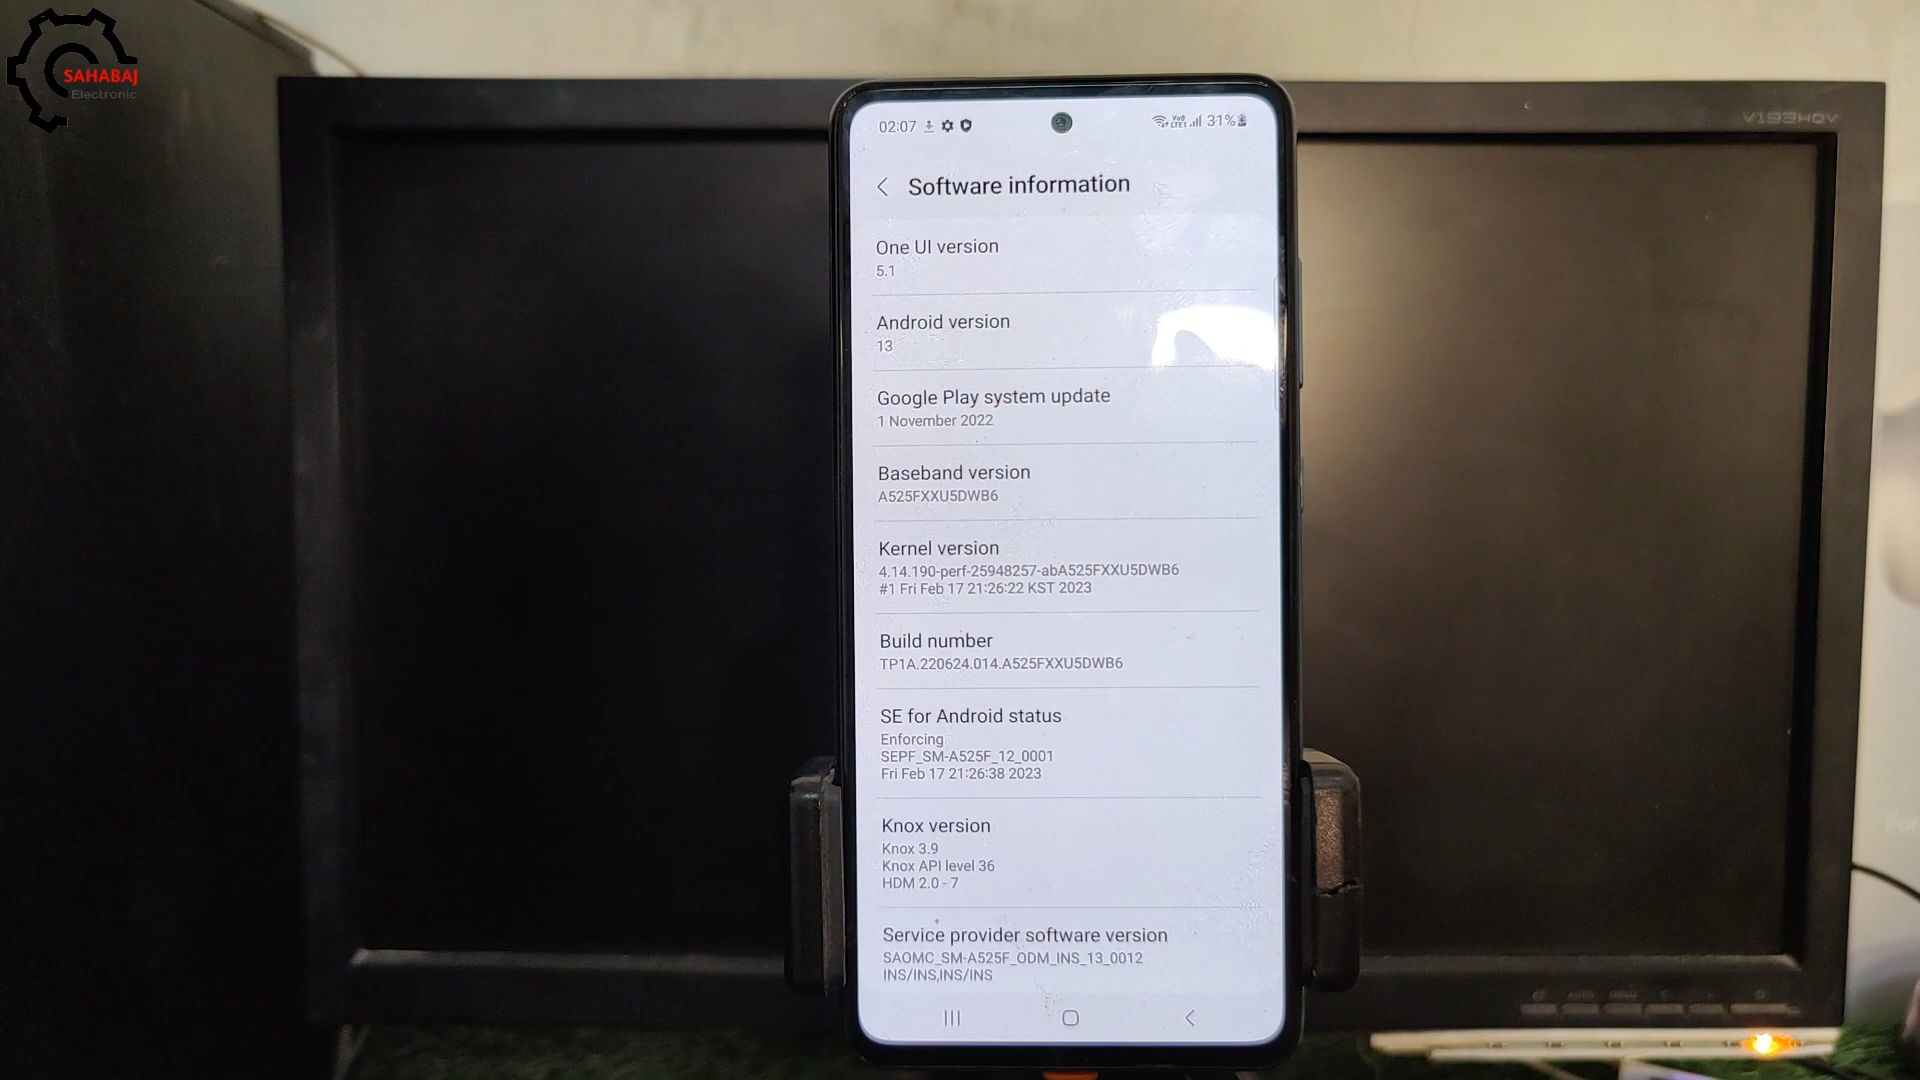 SAHABAJ
Electronic
V193HQV
02:07
Vo))
LTE1
31%
Software information
One UI version
5.1
Android version
13
Google Play system update
1 November 2022
Baseband version
A525FXXU5DWB6
Kernel version
4.14.190-perf-25948257-abA525FXXU5DWB6
#1 Fri Feb 17 21:26:22 KST 2023
Build number
TP1A.220624.014.A525FXXU5DWB6
SE for Android status
Enforcing
SEPF_SM-A525F_12_0001
Fri Feb 17 21:26:38 2023
Knox version
Knox 3.9
Knox API level 36
HDM 2.0 - 7
Service provider software version
SAOMC_SM-A525F_ODM_INS_13_0012
INS/INS,INS/INS